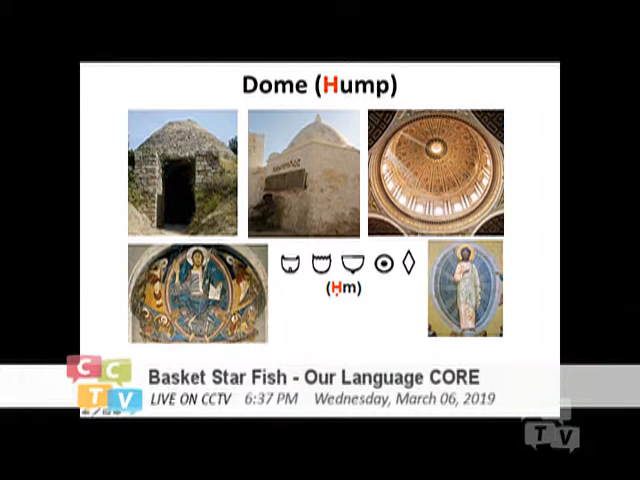 Dome (Hump)
(Ḥm)
Basket Star Fish - Our Language CORE
LIVE ON CCTV 6:37 PM Wednesday, March 06, 2019
CCTV
TV